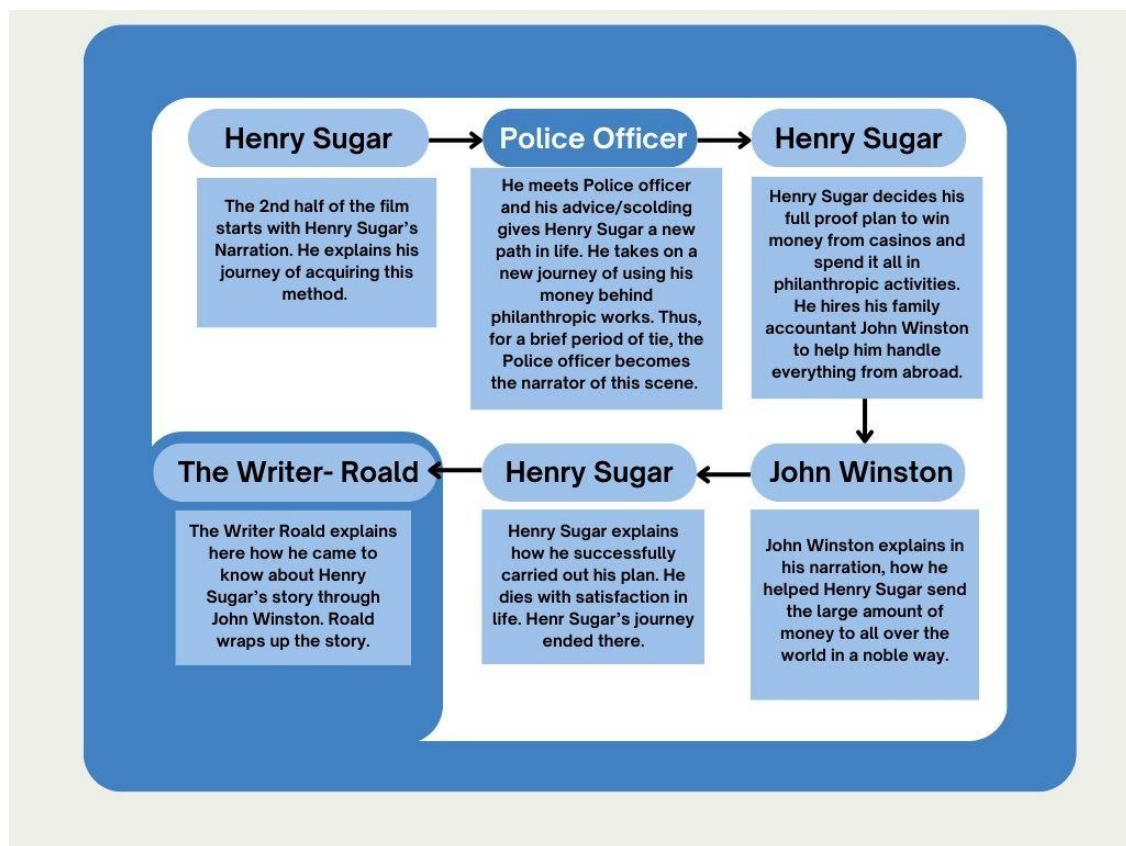 Henry Sugar
The 2nd half of the film
starts with Henry Sugar's
Narration. He explains his
journey of acquiring this
method.
Police Officer
He meets Police officer
and his advice/scolding
gives Henry Sugar a new
path in life. He takes on a
new journey of using his
money behind
philanthropic works. Thus,
for a brief period of tie, the
Police officer becomes
the narrator of this scene.
Henry Sugar
Henry Sugar decides his
full proof plan to win
money from casinos and
spend it all in
philanthropic activities.
He hires his family
accountant John Winston
to help him handle
everything from abroad.
John Winston
John Winston explains in
his narration, how he
helped Henry Sugar send
the large amount of
money to all over the
world in a noble way.
Henry Sugar
Henry Sugar explains
how he successfully
carried out his plan. He
dies with satisfaction in
life. Henr Sugar's journey
ended there.
The Writer- Roald
The Writer Roald explains
here how he came to
know about Henry
Sugar's story through
John Winston. Roald
wraps up the story.